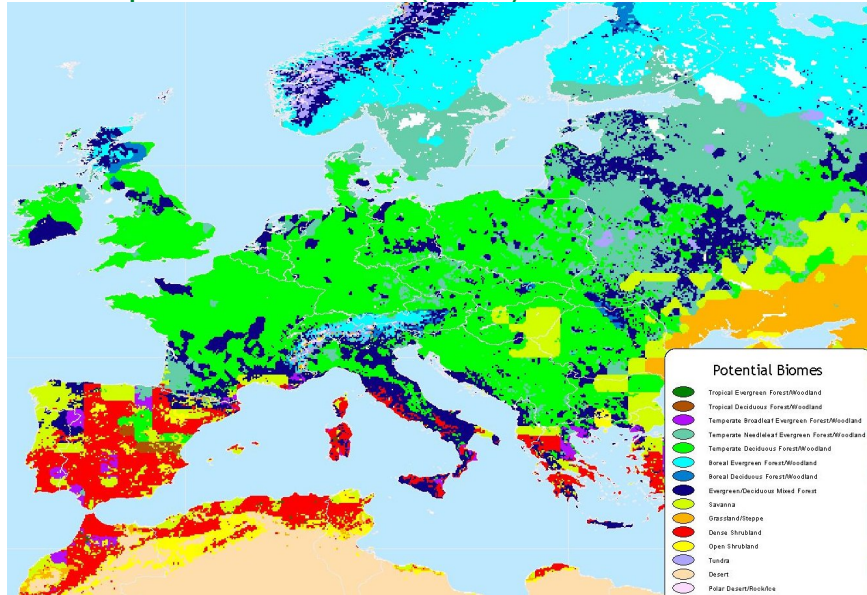 Potential Biomes
Tropical Evergreen Forest/Woodland
Tropical Deciduous Forest/Woodland
Temperate Broadleaf Evergreen Forest/Woodland
Temperate Needleleaf Evergreen Forest/Woodland
Temperate Deciduous Forest/Woodland
Boreal Evergreen Forest/Woodland
Boreal Deciduous Forest/Woodland
Evergreen/Deciduous Mixed Forest
Savanna
Grassland/Steppe
Dense Shrubland
Open Shrubland
Tundra
Desert
Polar Desert/Rock/Ice